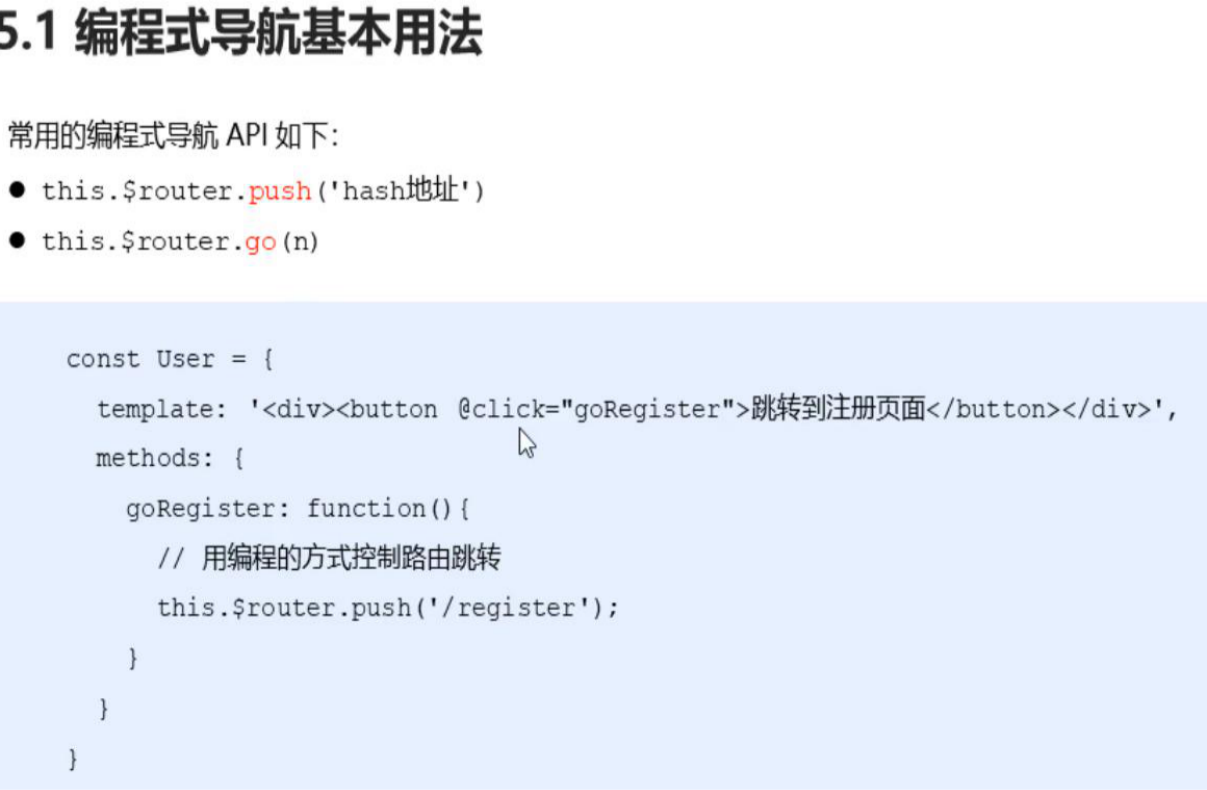 5.1 编程式导航基本用法
常用的编程式导航 API 如下：
● this.$router.push('hash地址')
● this.$router.go(n)
const User = {
template: '<div><button @click="goRegister">跳转到注册页面</button></div>',
methods: {
goRegister: function(){
// 用编程的方式控制路由跳转
this.$router.push('/register');
}
}
}